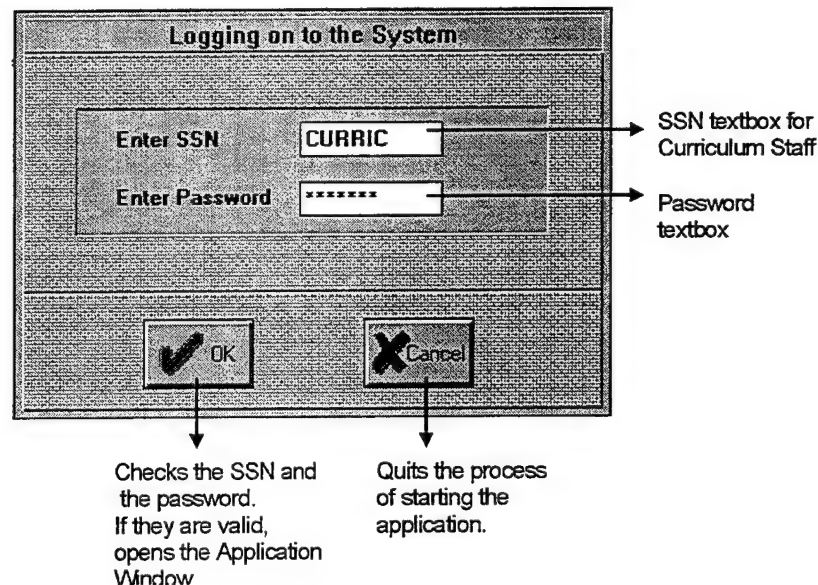 Logging on to the System
Enter SSN
CURRIC
SSN textbox for
Curriculum Staff
Enter Password
*******
Password
textbox
OK
Cancel
Checks the SSN and
the password.
If they are valid,
opens the Application
Window
Quits the process
of starting the
application.